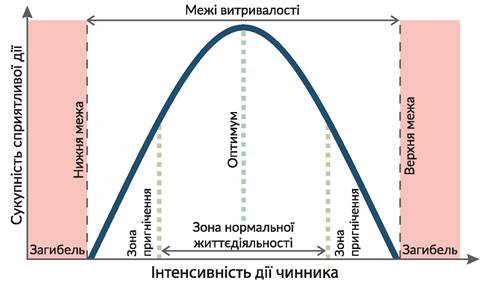 Межі витривалості
Сукупність сприятливої дії
Нижня межа
Оптимум
Верхня межа
Зона
пригнічення
Зона нормальної
життєдіяльності
Зона
пригнічення
Загибель
Загибель
Інтенсивність дії чинника